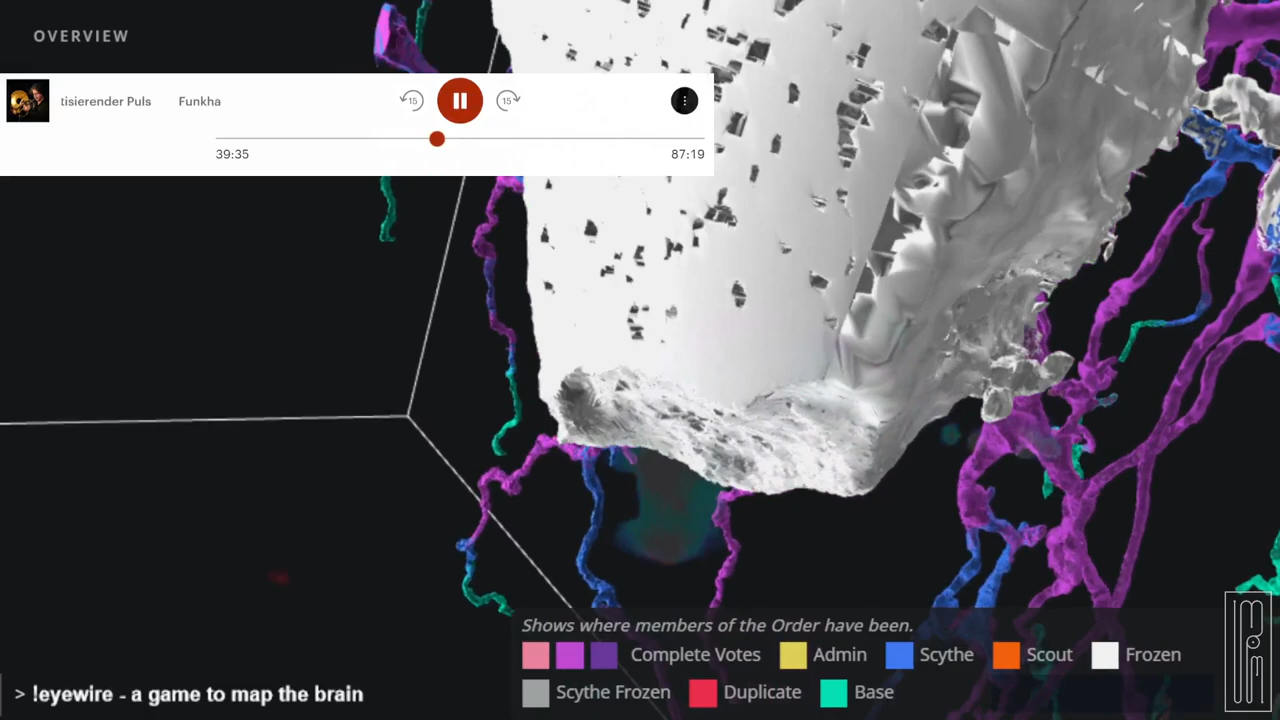 OVERVIEW
tisierender Puls Funkha
15 15
39:35 87:19
Shows where members of the Order have been.
Complete Votes Admin Scythe Scout Frozen
Scythe Frozen Duplicate Base
> !eyewire - a game to map the brain